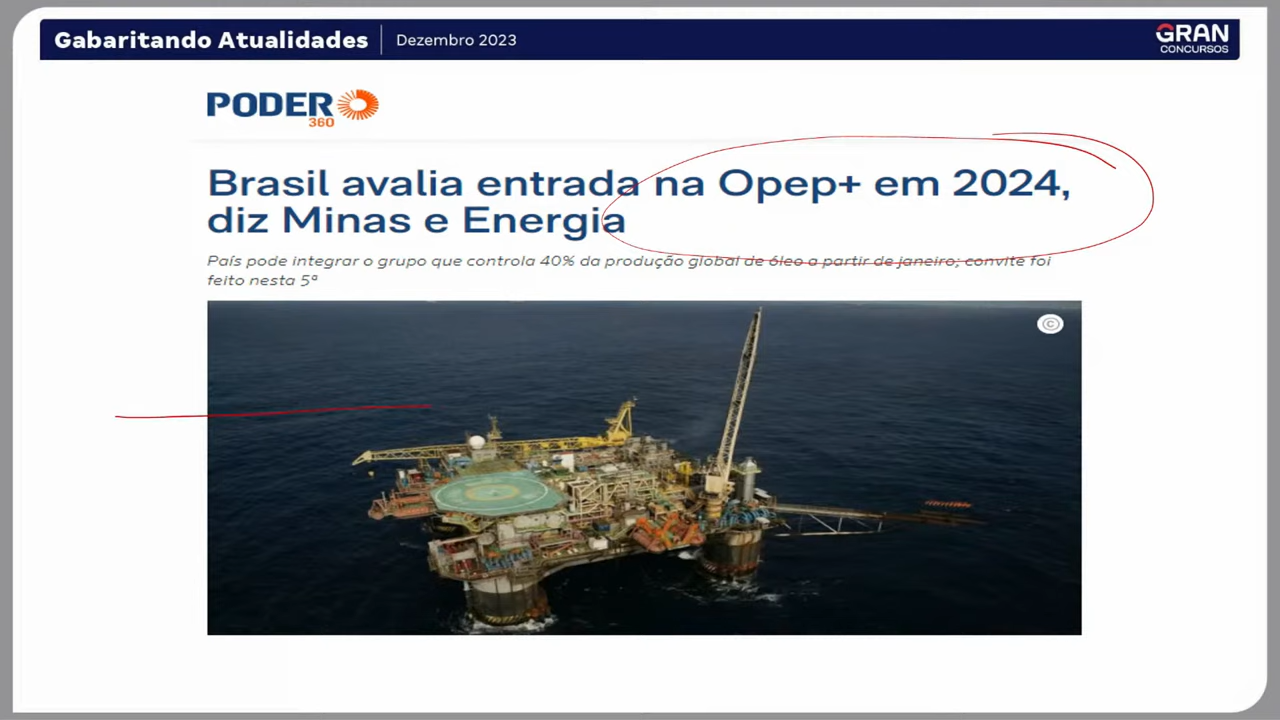 Gabaritando Atualidades
Dezembro 2023
GRAN
CONCURSOS
PODER
360
Brasil avalia entrada na Opep+ em 2024,
diz Minas e Energia
País pode integrar o grupo que controla 40% da produção global de óleo a partir de janeiro; convite foi
feito nesta 5ª
©